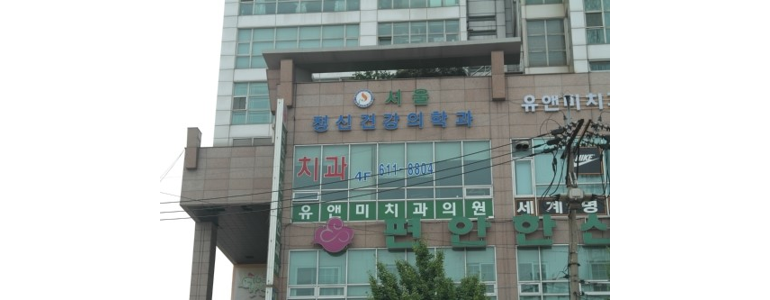 서울
정신건강의학과
유앤미치과
치과 4F 611-8804
NIKE
유앤미치과의원
세계명
편안한